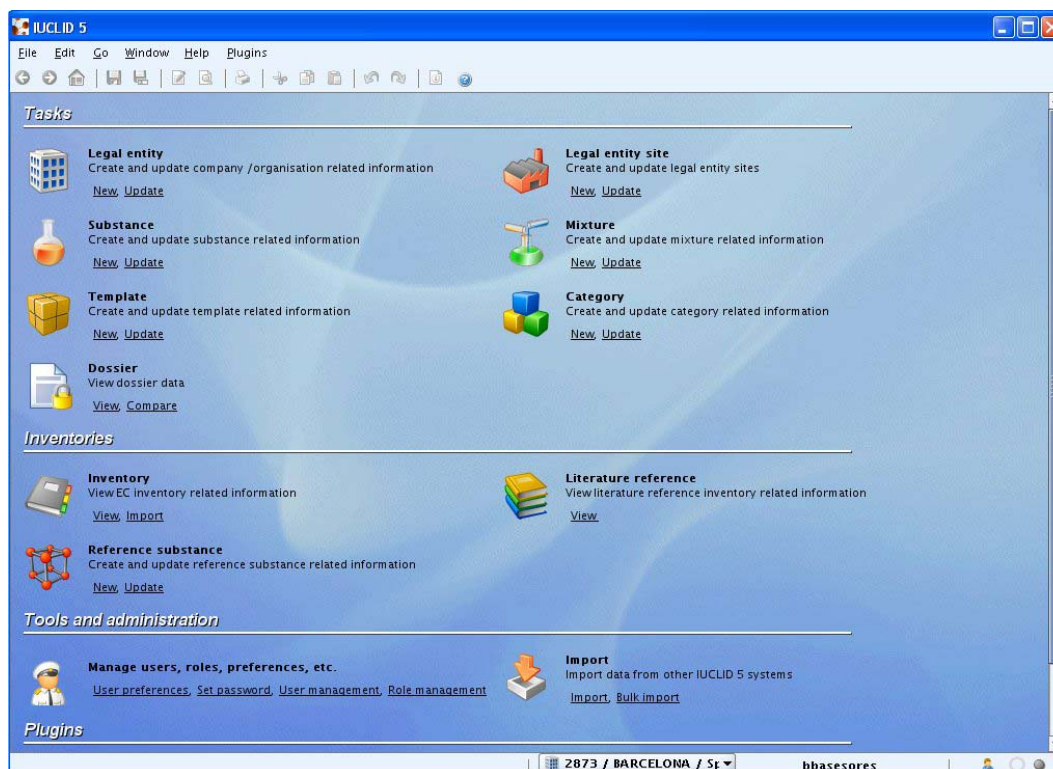 IUCLID 5
File Edit Go Window Help Plugins
Tasks
Legal entity
Create and update company /organisation related information
New, Update
Legal entity site
Create and update legal entity sites
New, Update
Substance
Create and update substance related information
New, Update
Mixture
Create and update mixture related information
New, Update
Template
Create and update template related information
New, Update
Category
Create and update category related information
New, Update
Dossier
View dossier data
View, Compare
Inventories
Inventory
View EC inventory related information
View, Import
Literature reference
View literature reference inventory related information
View
Reference substance
Create and update reference substance related information
New, Update
Tools and administration
Manage users, roles, preferences, etc.
User preferences, Set password, User management, Role management
Import
Import data from other IUCLID 5 systems
Import, Bulk import
Plugins
2873 / BARCELONA / Sp bbasesores